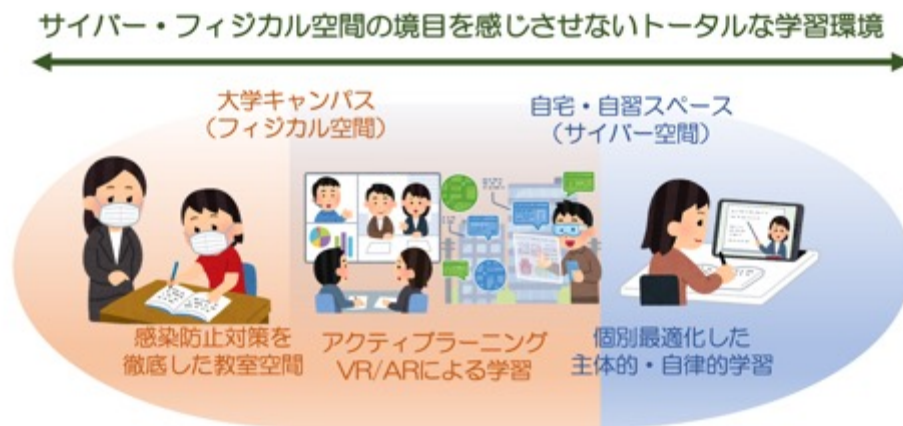 サイバー・フィジカル空間の境目を感じさせないトータルな学習環境
大学キャンパス
（フィジカル空間）
自宅・自習スペース
（サイバー空間）
感染防止対策を
徹底した教室空間
アクティブラーニング
VR/ARによる学習
個別最適化した
主体的・自律的学習